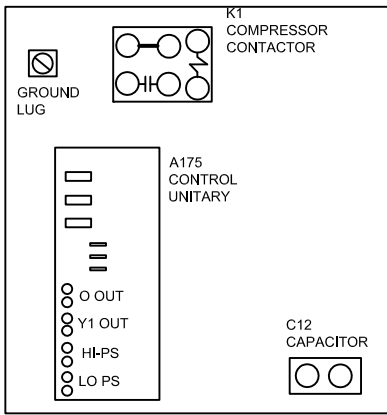 K1
COMPRESSOR
CONTACTOR
GROUND
LUG
A175
CONTROL
UNITARY
O OUT
Y1 OUT
HI-PS
LO PS
C12
CAPACITOR